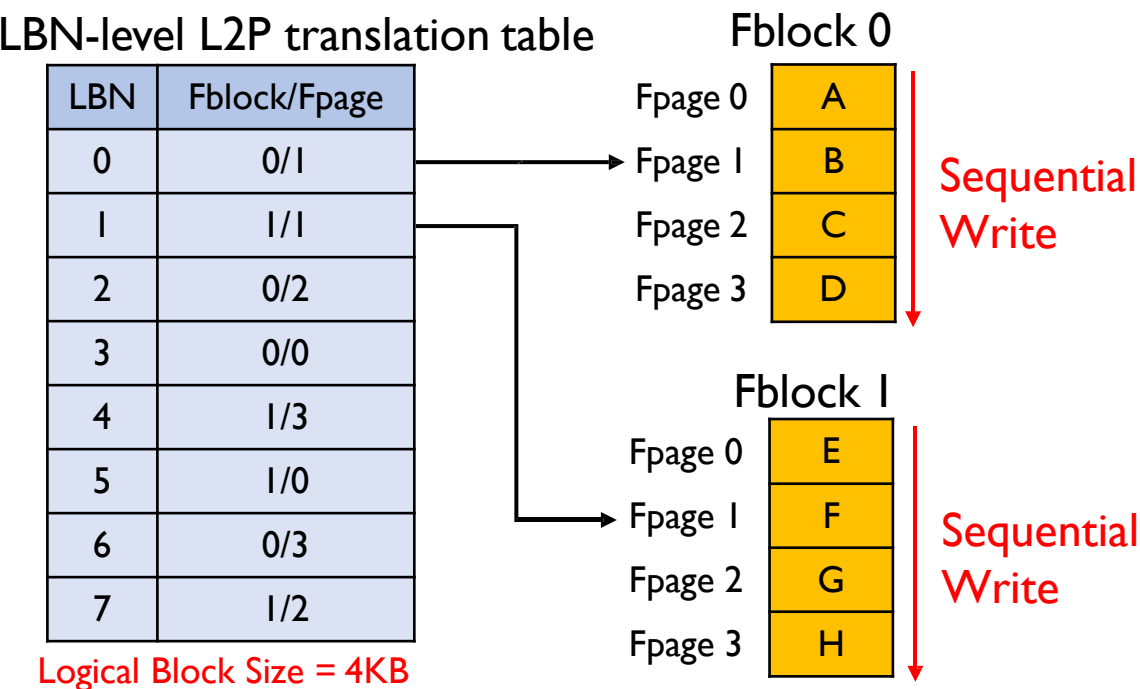 LBN-level L2P translation table
LBN Fblock/Fpage
0 0/1
1 1/1
2 0/2
3 0/0
4 1/3
5 1/0
6 0/3
7 1/2
Logical Block Size = 4KB
Fblock 0
Fpage 0 A
Fpage 1 B
Fpage 2 C
Fpage 3 D
Sequential
Write
Fblock 1
Fpage 0 E
Fpage 1 F
Fpage 2 G
Fpage 3 H
Sequential
Write